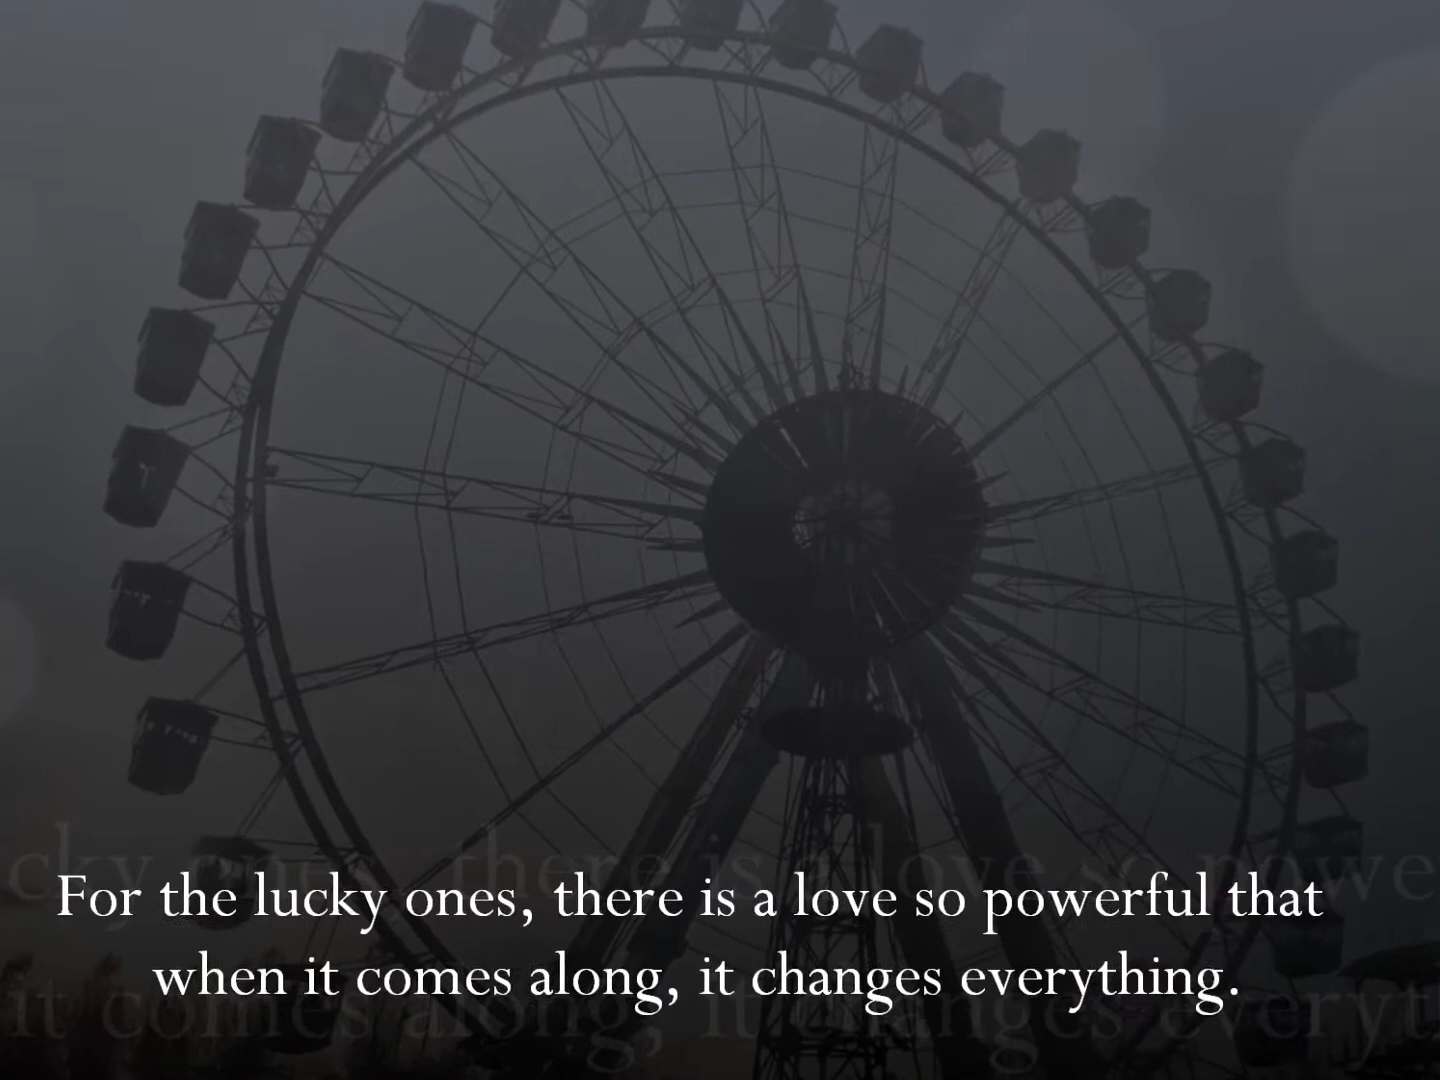 For the lucky ones, there is a love so powerful that
when it comes along, it changes everything.